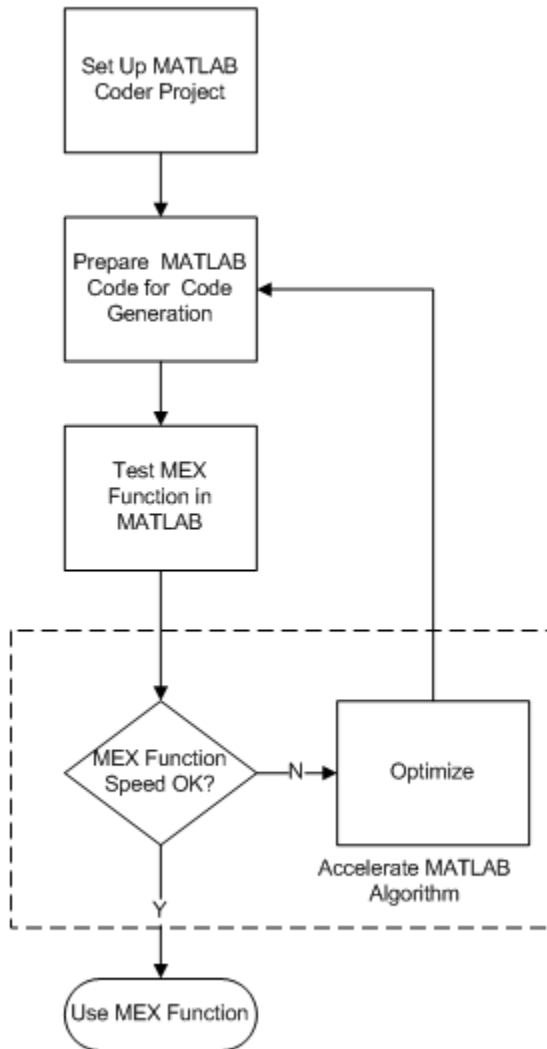 Set Up MATLAB
Coder Project
Prepare MATLAB
Code for Code
Generation
Test MEX
Function in
MATLAB
MEX Function
Speed OK?
N
Optimize
Accelerate MATLAB
Algorithm
Y
Use MEX Function